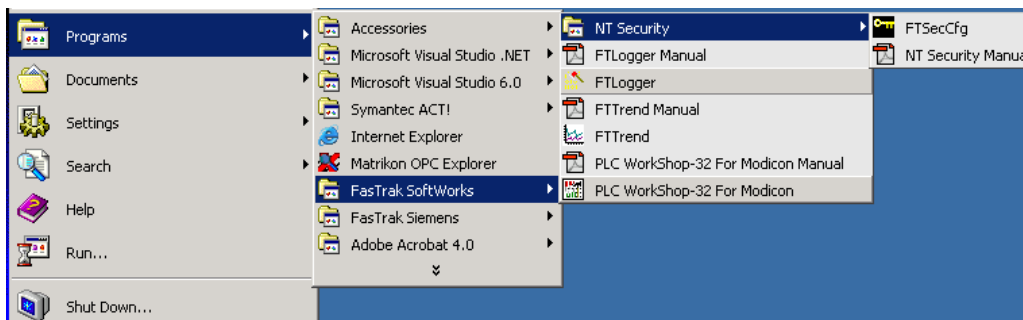 Programs
Documents
Settings
Search
Help
Run...
Shut Down...
Accessories
Microsoft Visual Studio .NET
Microsoft Visual Studio 6.0
Symantec ACT!
Internet Explorer
Matrikon OPC Explorer
FasTrak SoftWorks
FasTrak Siemens
Adobe Acrobat 4.0
NT Security
FTLogger Manual
FTLogger
FTTrend Manual
FTTrend
PLC WorkShop-32 For Modicon Manual
PLC WorkShop-32 For Modicon
FTSecCfg
NT Security Manua